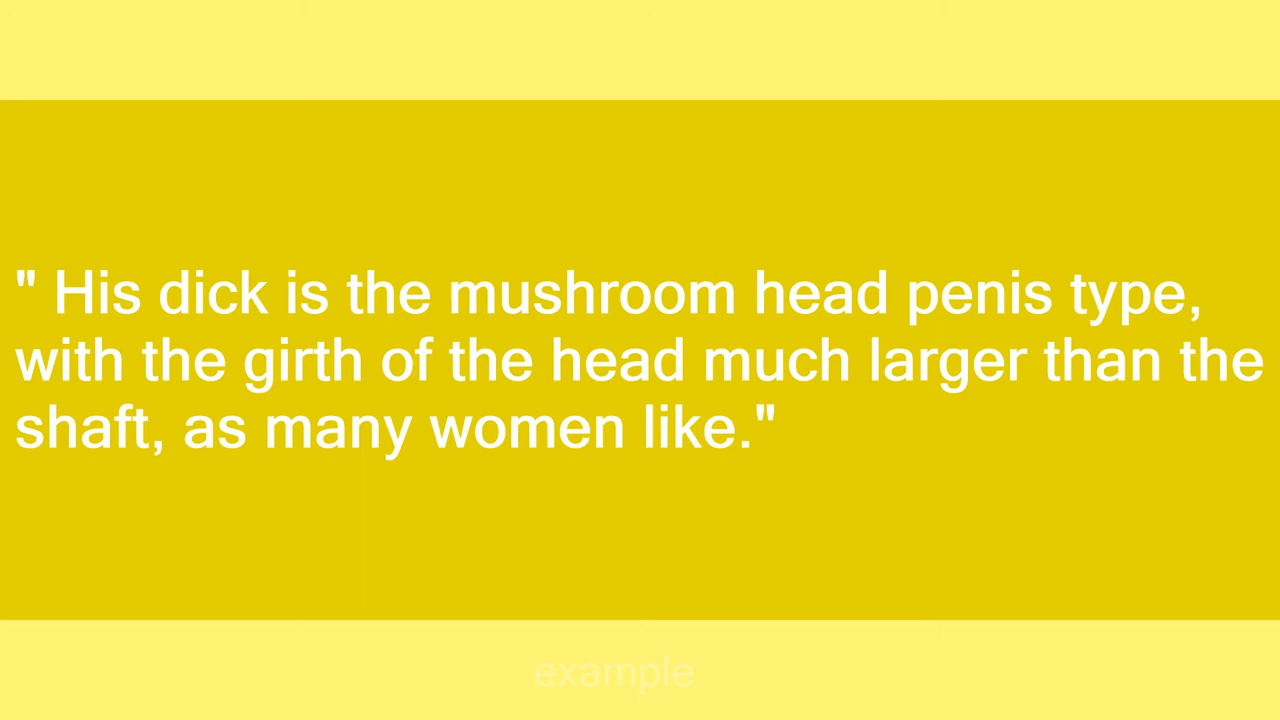 " His dick is the mushroom head penis type,
with the girth of the head much larger than the
shaft, as many women like."
example